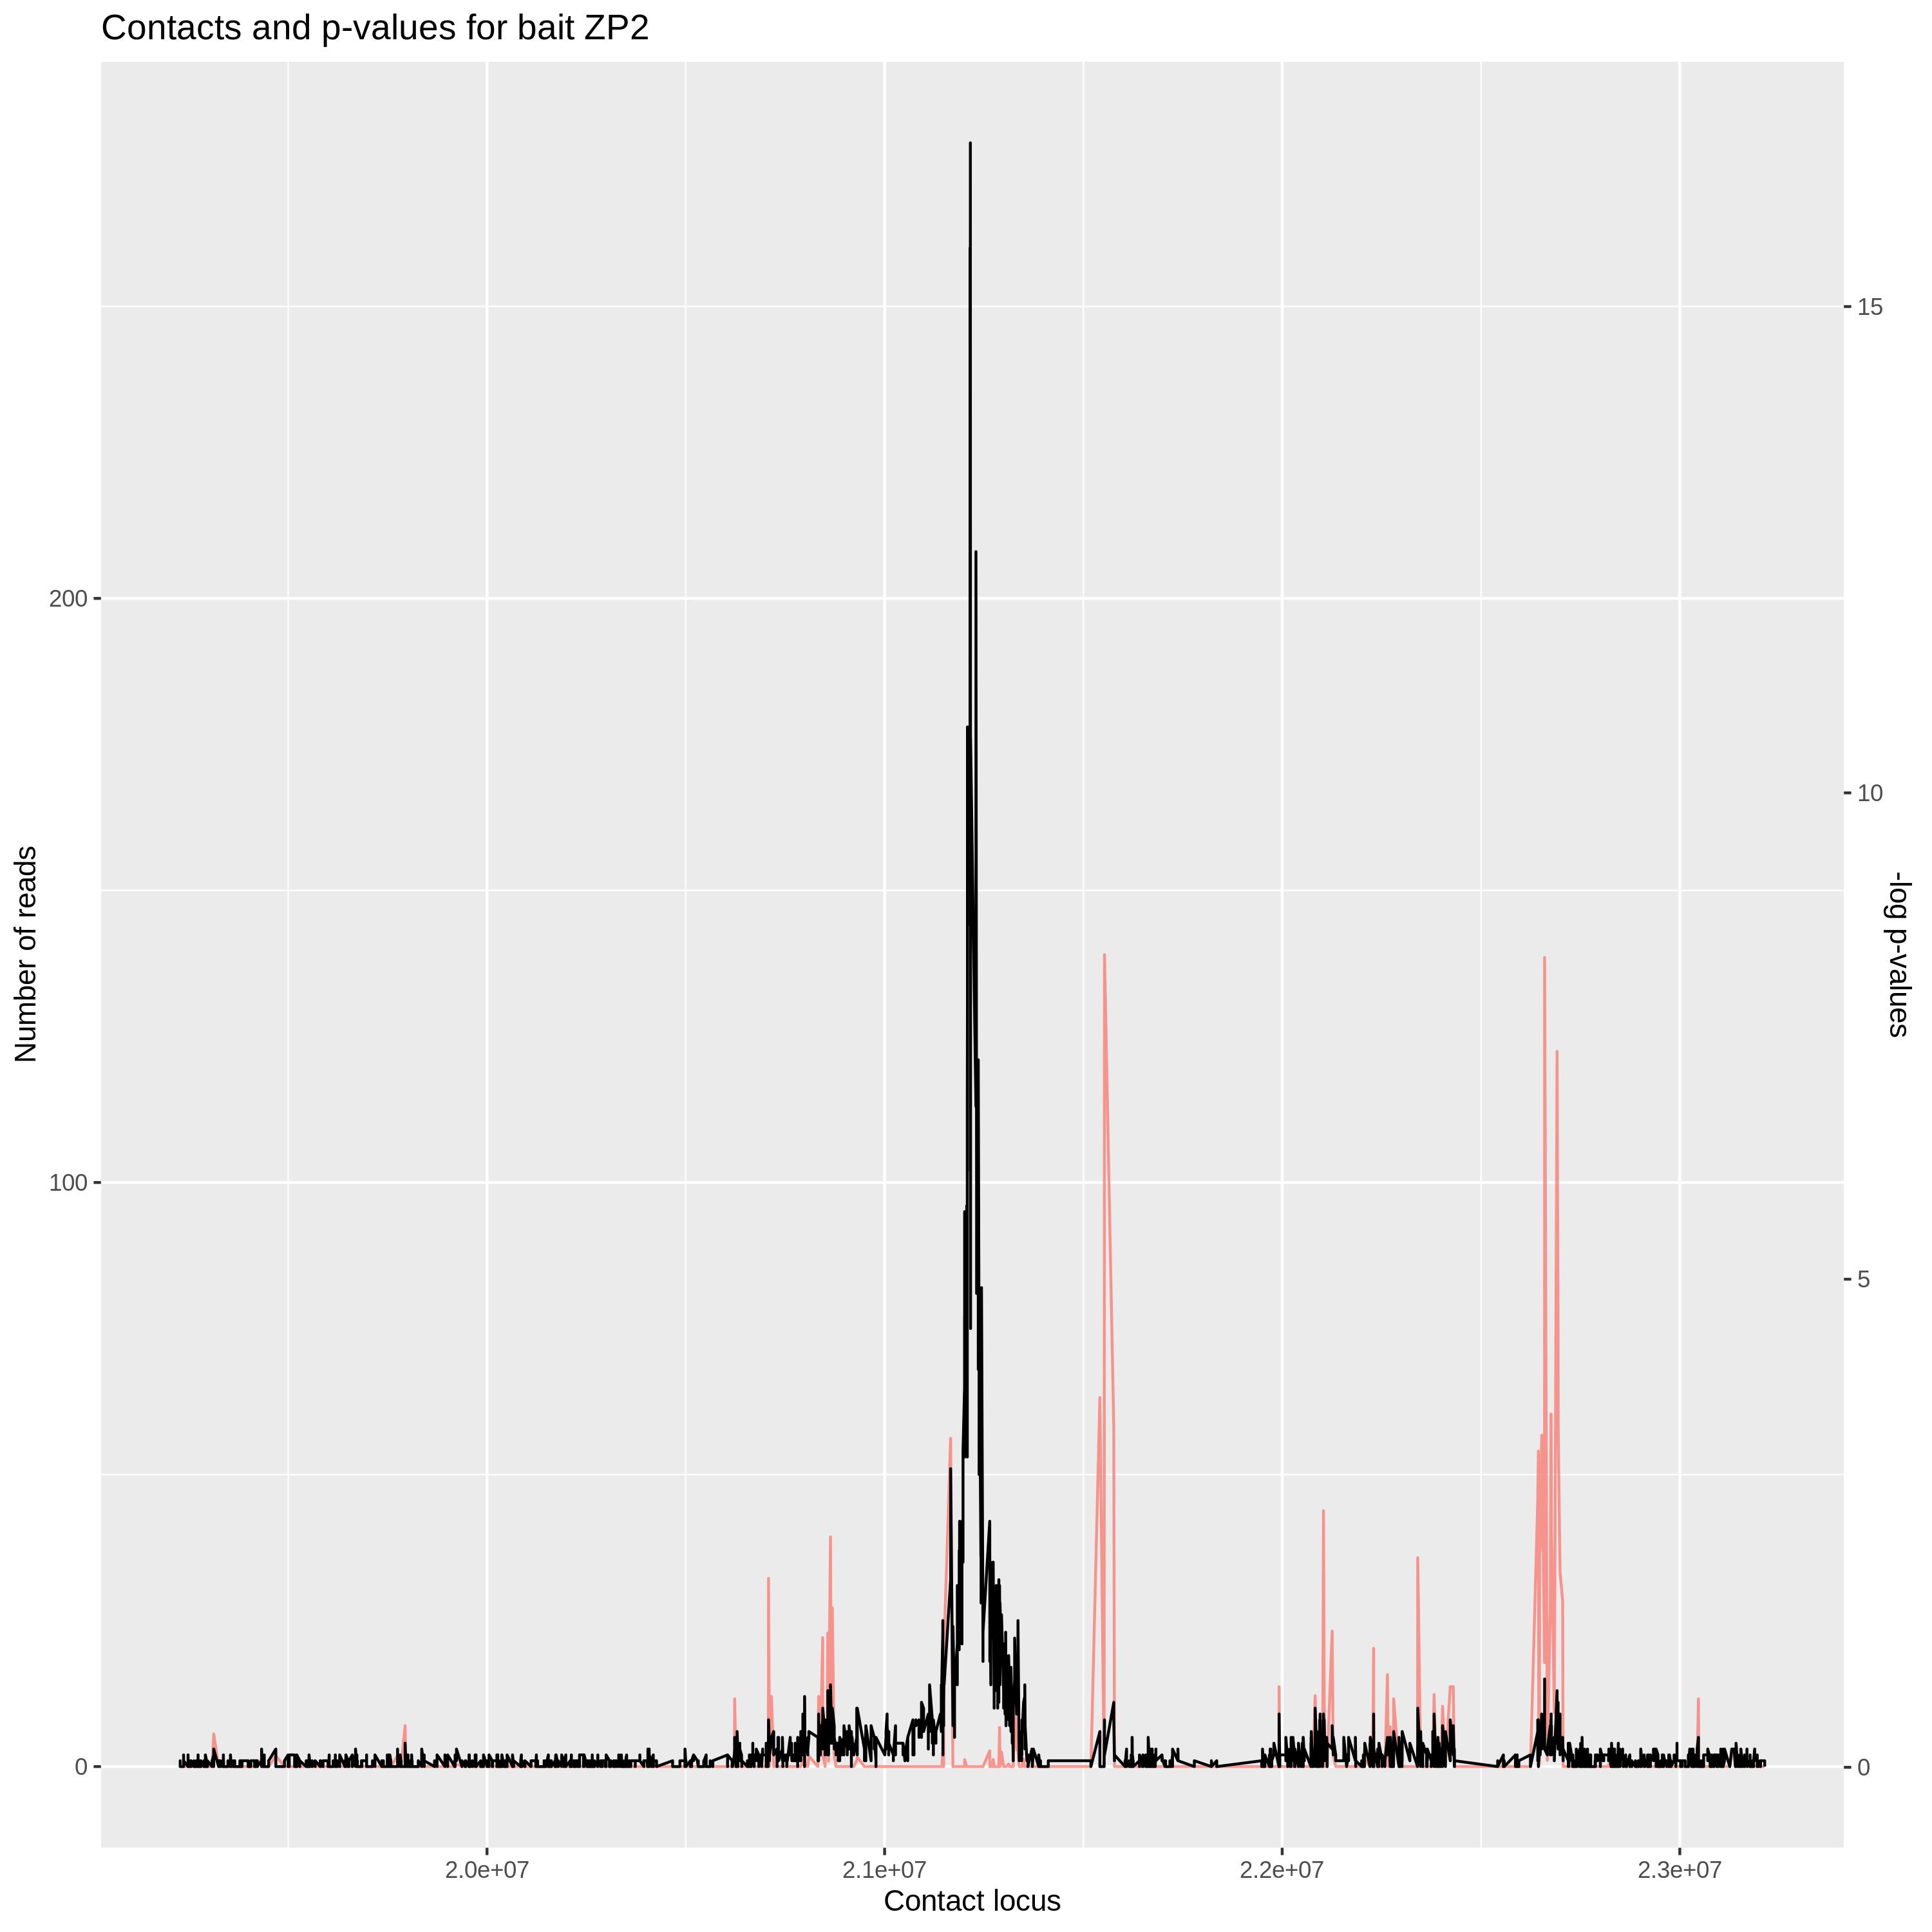 Contacts and p-values for bait ZP2
Number of reads
200
100
0
15
10
5
0
-log p-values
2.0e+07 2.1e+07 2.2e+07 2.3e+07
Contact locus